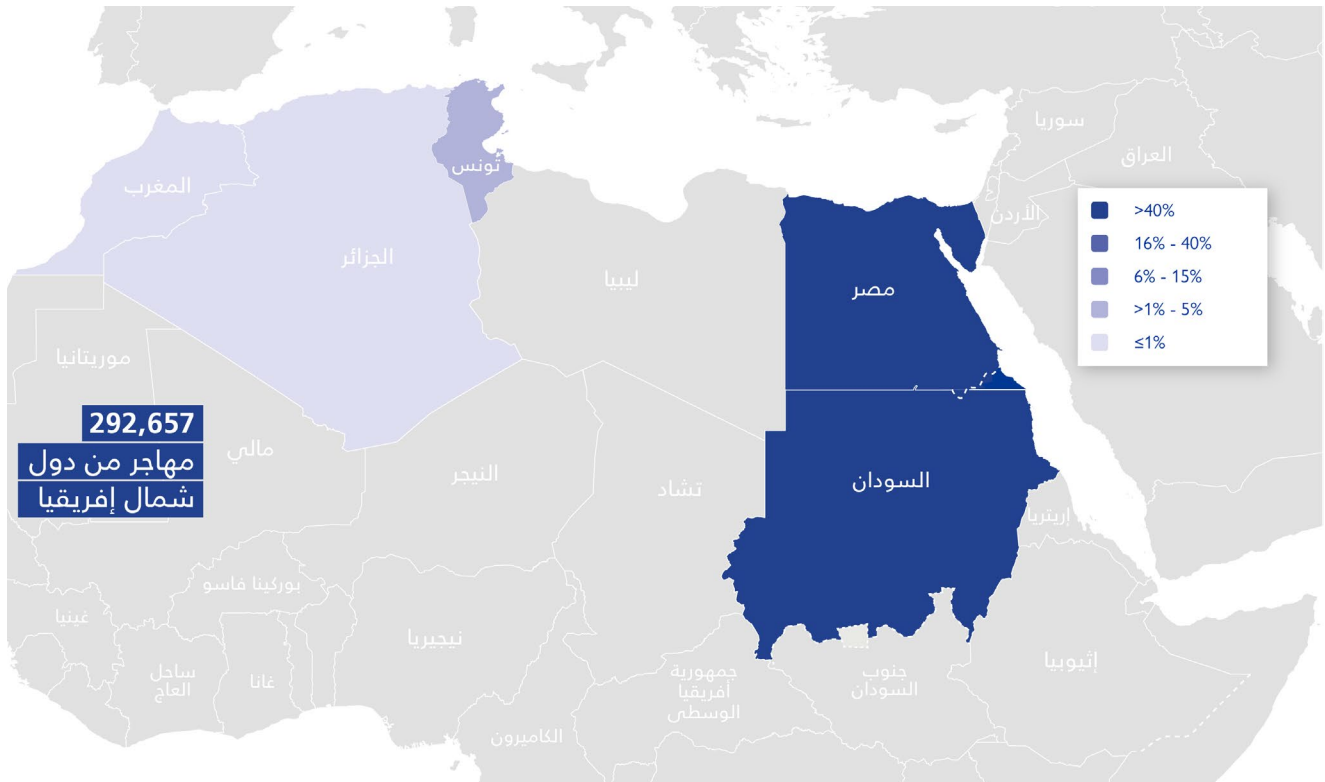 سوريا
العراق
الأردن
تونس
المغرب
الجزائر
ليبيا
مصر
>40%
16% - 40%
6% - 15%
>1% - 5%
≤1%
موريتانيا
292,657
مهاجر من دول
شمال إفريقيا
مالي
النيجر
تشاد
السودان
إريتريا
بوركينا فاسو
غينيا
نيجيريا
ساحل
العاج
غانا
جمهورية
أفريقيا
الوسطى
جنوب
السودان
إثيوبيا
الكاميرون